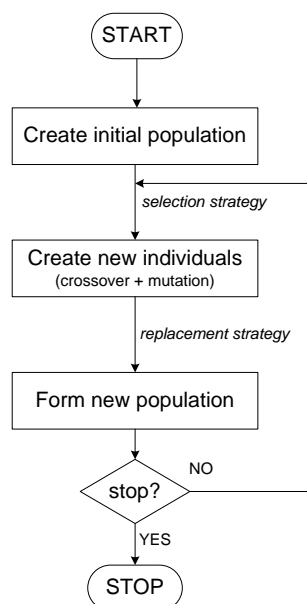 START
Create initial population
selection strategy
Create new individuals
(crossover + mutation)
replacement strategy
Form new population
NO
stop?
YES
STOP